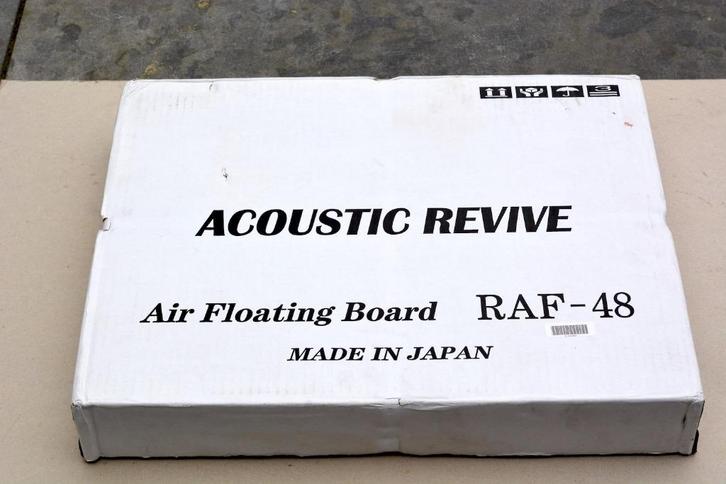 ACOUSTIC REVIVE
Air Floating Board RAF-48
MADE IN JAPAN